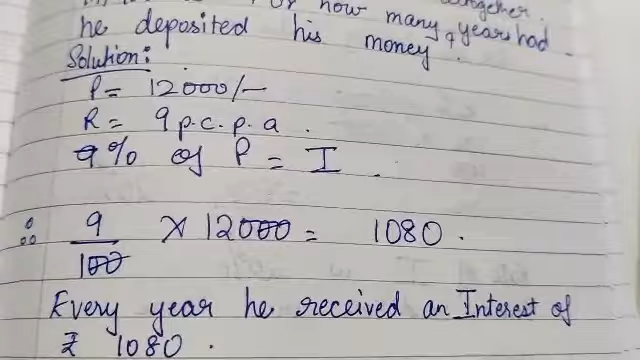 For how many years had
he deposited his money?
Solution:
P = 12000/-
R = 9 p.c.p.a.
9% of P = I.
∴ 9/100 × 12000 = 1080.
Every year he received an Interest of
₹ 1080.